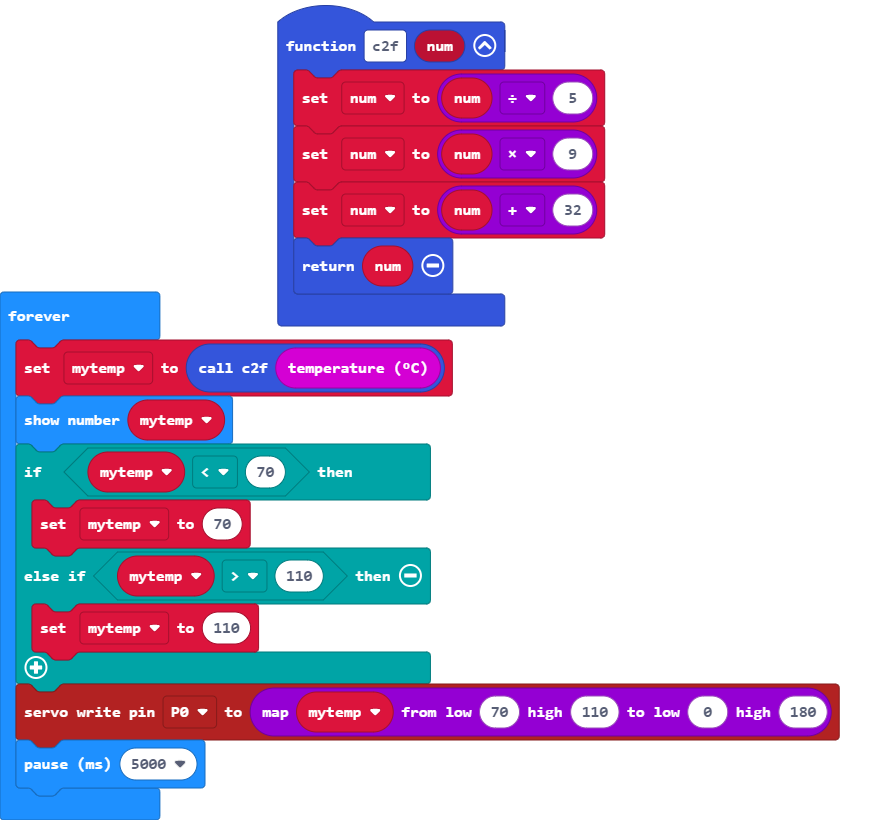 function c2f num
set num to num ÷ 5
set num to num × 9
set num to num + 32
return num
forever
set mytemp to call c2f temperature (ºC)
show number mytemp
if mytemp < 70 then
set mytemp to 70
else if mytemp > 110 then
set mytemp to 110
servo write pin P0 to map mytemp from low 70 high 110 to low 0 high 180
pause (ms) 5000